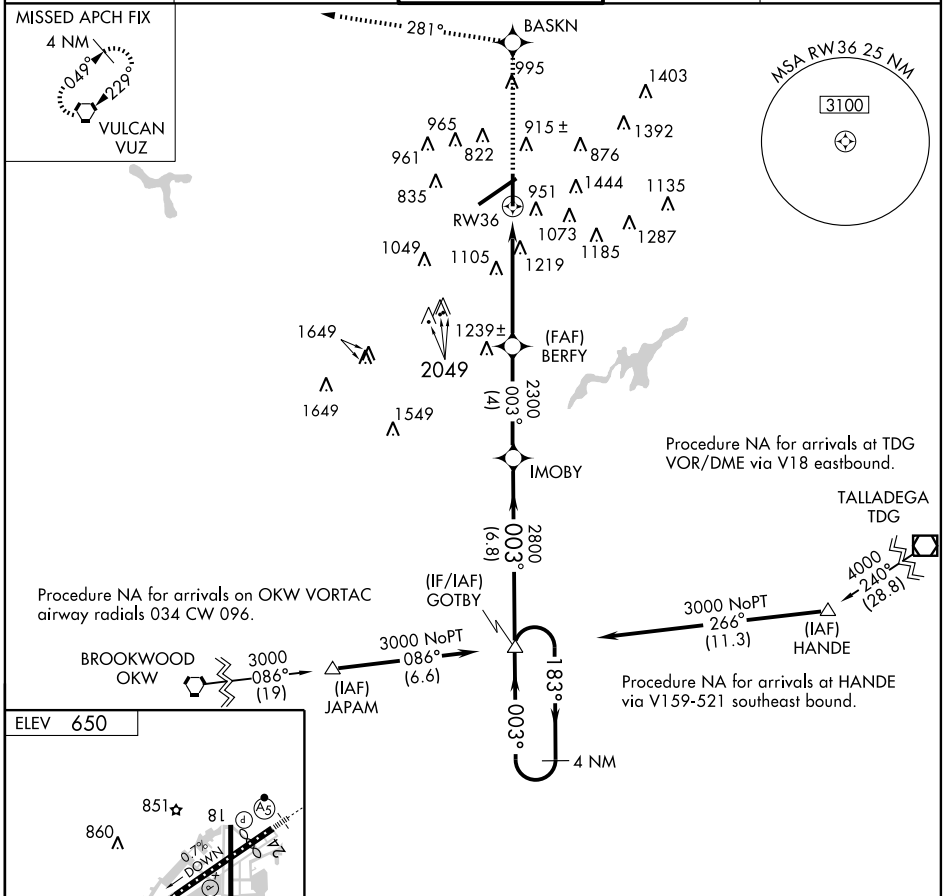 MISSED APCH FIX
4 NM
049°
229°
VULCAN
VUZ
281°
BASKN
995
1403
MSA RW36 25 NM
3100
965
961
822
915 ±
876
1392
835
951
1444
1135
RW36
1073
1185
1287
1049
1105
1219
1649
2049
1239±
(FAF)
BERFY
1649
1549
2300
003°
(4)
IMOBY
Procedure NA for arrivals at TDG
VOR/DME via V18 eastbound.
TALLADEGA
TDG
2800
003°
(6.8)
4000
240°
(28.8)
(IF/IAF)
GOTBY
Procedure NA for arrivals on OKW VORTAC
airway radials 034 CW 096.
3000 NoPT
266°
(11.3)
(IAF)
HANDE
3000 NoPT
086°
(6.6)
BROOKWOOD
OKW
3000
086°
(19)
(IAF)
JAPAM
183°
003°
4 NM
Procedure NA for arrivals at HANDE
via V159-521 southeast bound.
ELEV 650
851
18
P
A5
860
24
0.7%
DOWN
P